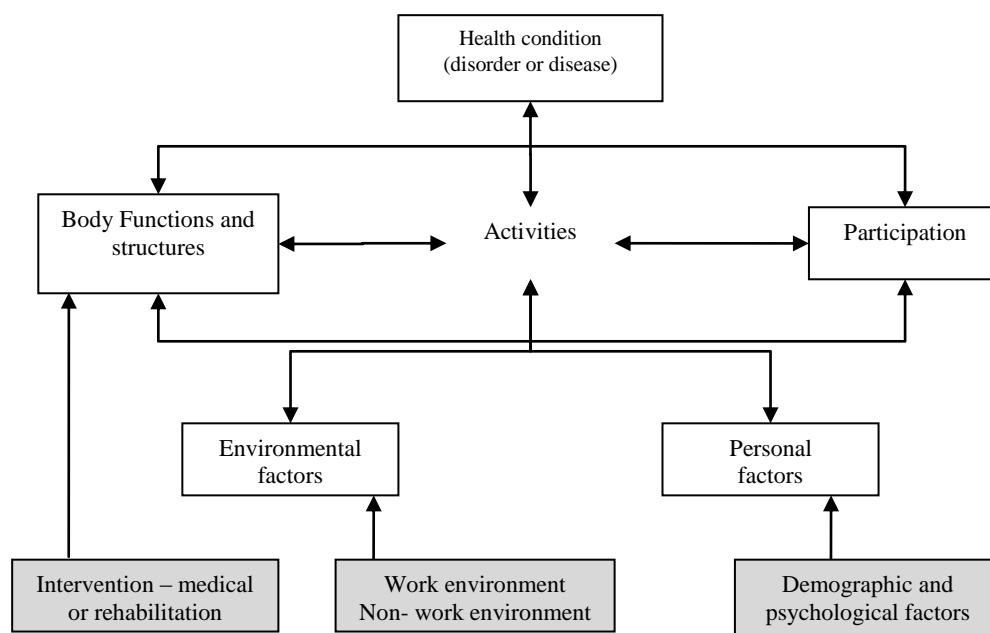 Health condition
(disorder or disease)
Body Functions and
structures
Activities
Participation
Environmental
factors
Personal
factors
Intervention – medical
or rehabilitation
Work environment
Non- work environment
Demographic and
psychological factors